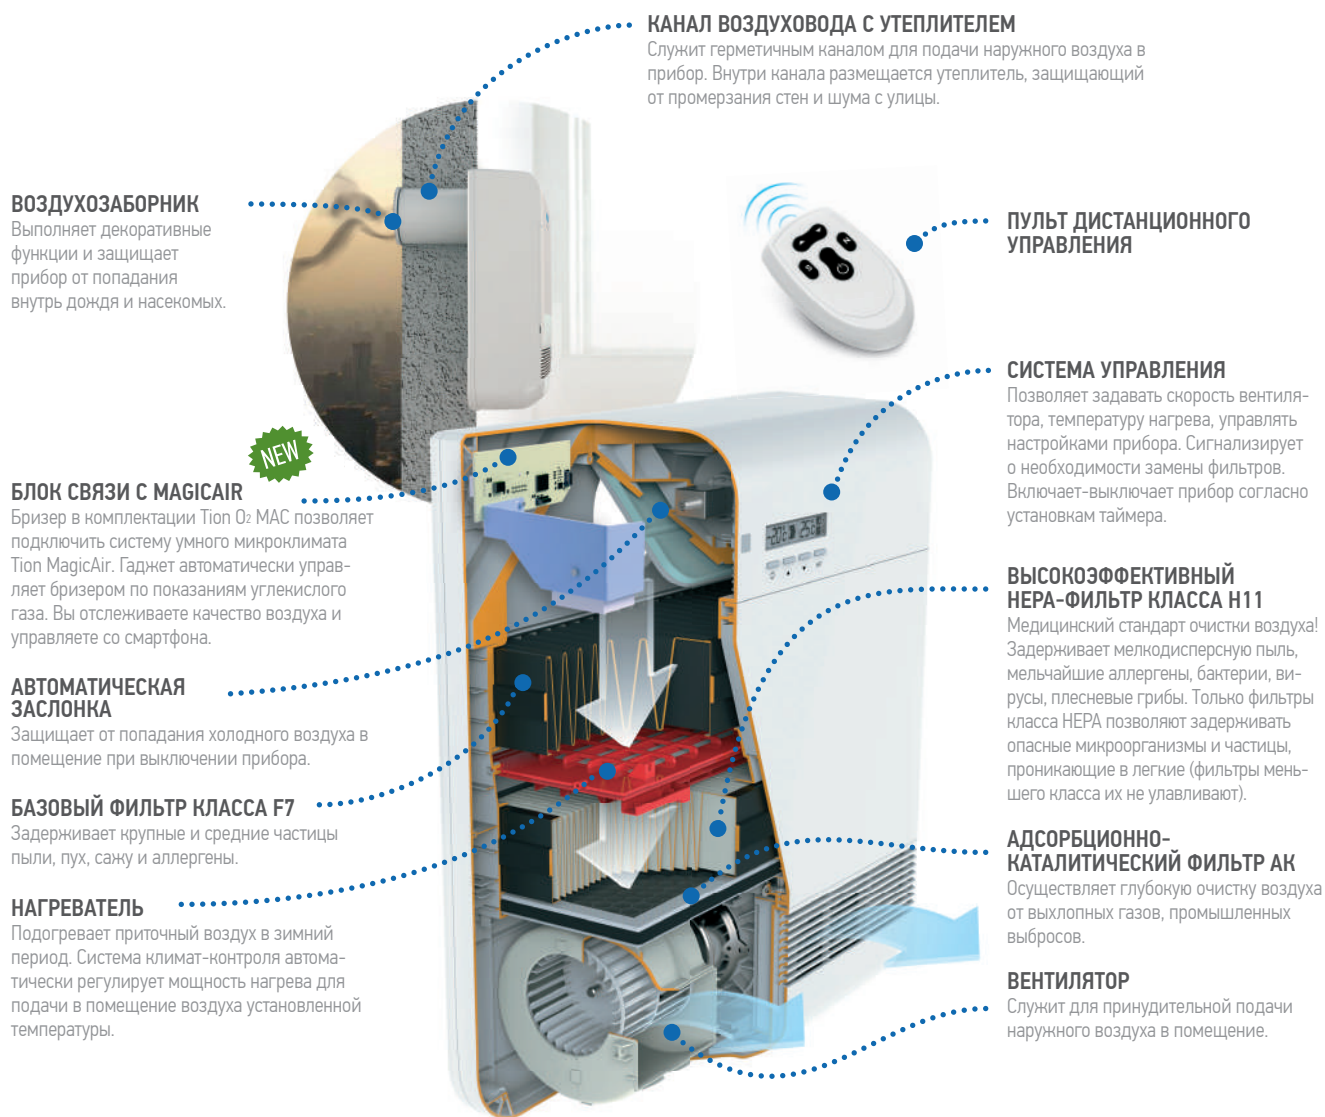 КАНАЛ ВОЗДУХОВОДА С УТЕПЛИТЕЛЕМ
Служит герметичным каналом для подачи наружного воздуха в
прибор. Внутри канала размещается утеплитель, защищающий
от промерзания стен и шума с улицы.
ВОЗДУХОЗАБОРНИК
Выполняет декоративные
функции и защищает
прибор от попадания
внутрь дождя и насекомых.
ПУЛЬТ ДИСТАНЦИОННОГО
УПРАВЛЕНИЯ
СИСТЕМА УПРАВЛЕНИЯ
Позволяет задавать скорость вентиля-
тора, температуру нагрева, управлять
настройками прибора. Сигнализирует
о необходимости замены фильтров.
Включает-выключает прибор согласно
установкам таймера.
NEW
БЛОК СВЯЗИ С MAGICAIR
Бризер в комплектации Tion O2 MAC позволяет
подключить систему умного микроклимата
Tion MagicAir. Гаджет автоматически управ-
ляет бризером по показаниям углекислого
газа. Вы отслеживаете качество воздуха и
управляете со смартфона.
-20°C 25°C
ВЫСОКОЭФФЕКТИВНЫЙ
HEPA-ФИЛЬТР КЛАССА H11
Медицинский стандарт очистки воздуха!
Задерживает мелкодисперсную пыль,
мельчайшие аллергены, бактерии, ви-
русы, плесневые грибы. Только фильтры
класса HEPA позволяют задерживать
опасные микроорганизмы и частицы,
проникающие в легкие (фильтры мень-
шего класса их не улавливают).
АВТОМАТИЧЕСКАЯ
ЗАСЛОНКА
Защищает от попадания холодного воздуха в
помещение при выключении прибора.
БАЗОВЫЙ ФИЛЬТР КЛАССА F7
Задерживает крупные и средние частицы
пыли, пух, сажу и аллергены.
АДСОРБЦИОННО-
КАТАЛИТИЧЕСКИЙ ФИЛЬТР АК
Осуществляет глубокую очистку воздуха
от выхлопных газов, промышленных
выбросов.
НАГРЕВАТЕЛЬ
Подогревает приточный воздух в зимний
период. Система климат-контроля автома-
тически регулирует мощность нагрева для
подачи в помещение воздуха установленной
температуры.
ВЕНТИЛЯТОР
Служит для принудительной подачи
наружного воздуха в помещение.